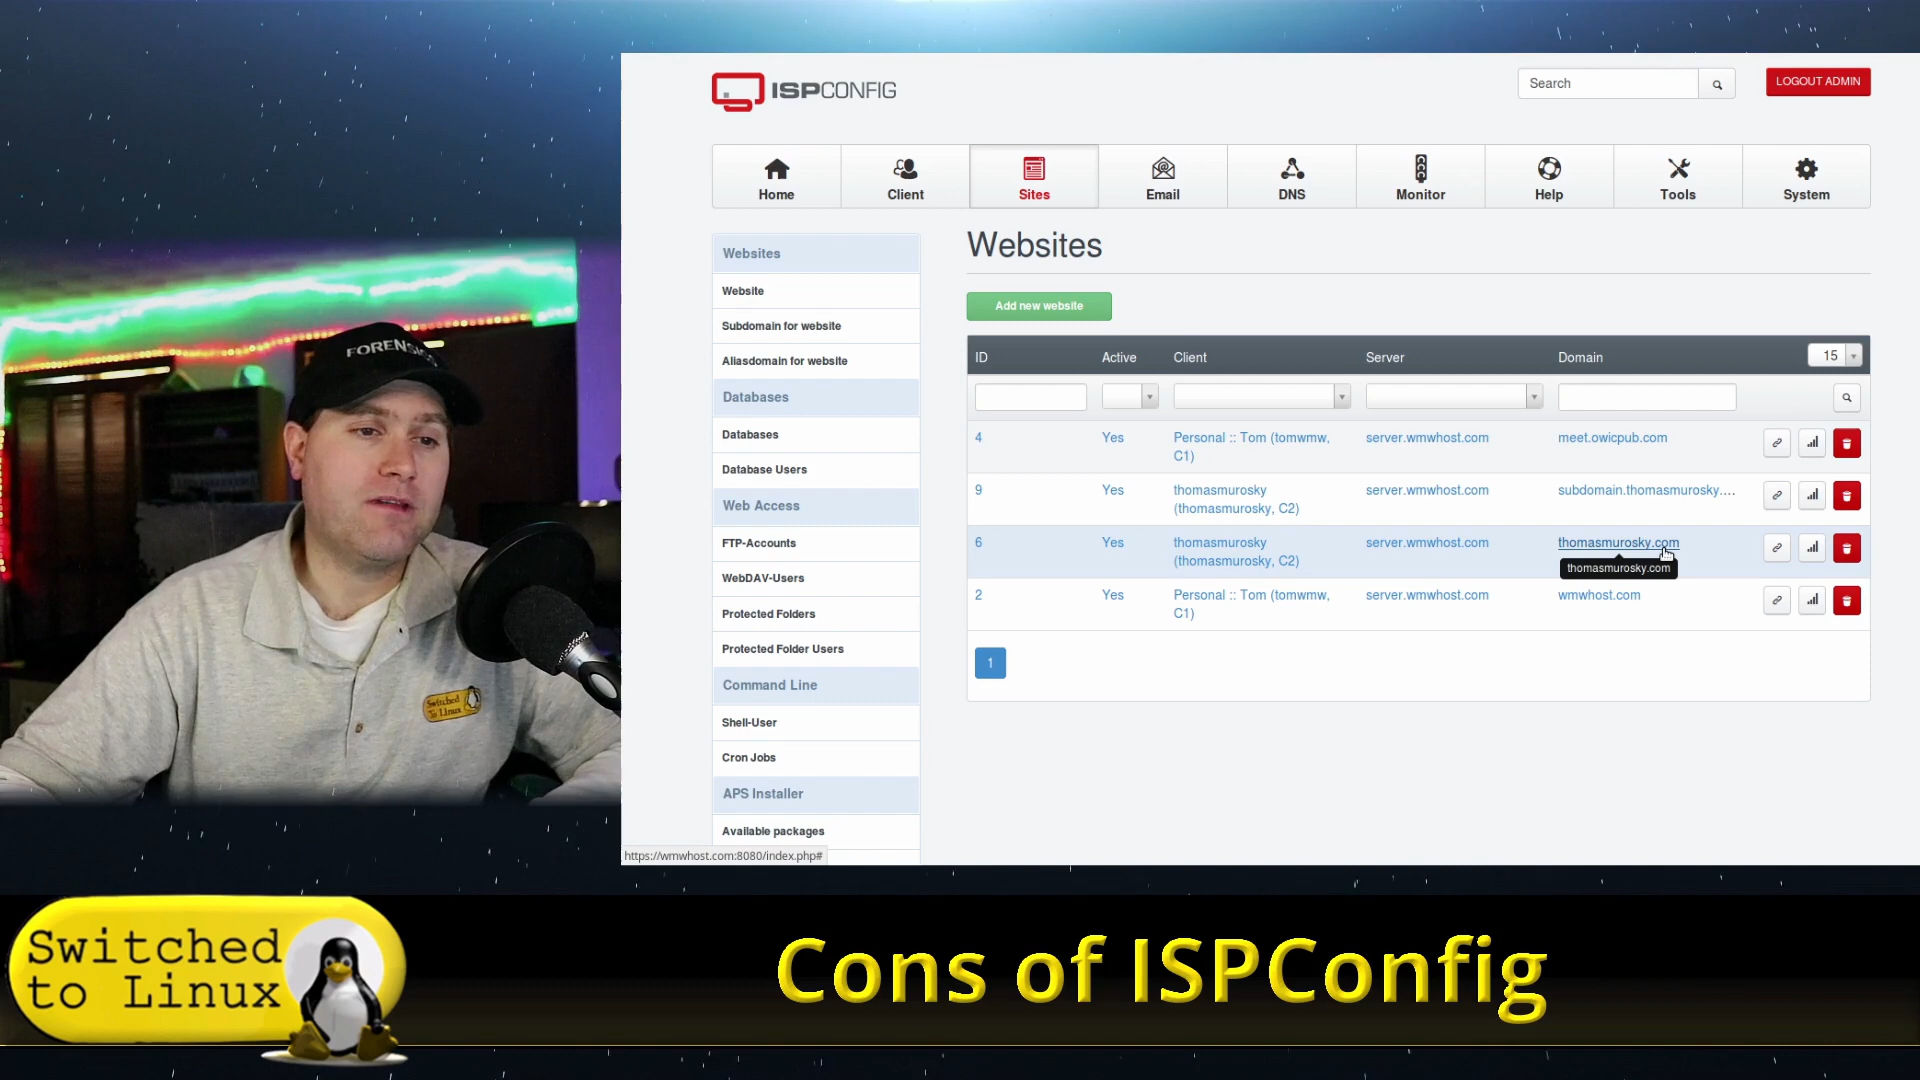 ISPCONFIG
Search
LOGOUT ADMIN
Home
Client
Sites
Email
DNS
Monitor
Help
Tools
System
Websites
Website
Subdomain for website
Aliasdomain for website
Databases
Databases
Database Users
Web Access
FTP-Accounts
WebDAV-Users
Protected Folders
Protected Folder Users
Command Line
Shell-User
Cron Jobs
APS Installer
Available packages
https://wmwhost.com:8080/index.php#
Websites
Add new website
ID Active Client Server Domain 15
4 Yes Personal :: Tom (tomwmw, server.wmwhost.com meet.owicpub.com
C1)
9 Yes thomasmurosky server.wmwhost.com subdomain.thomasmurosky....
(thomasmurosky, C2)
6 Yes thomasmurosky server.wmwhost.com thomasmurosky.com
(thomasmurosky, C2)
thomasmurosky.com
2 Yes Personal :: Tom (tomwmw, server.wmwhost.com wmwhost.com
C1)
1
Switched
To Linux
Switched
to Linux
Cons of ISPConfig